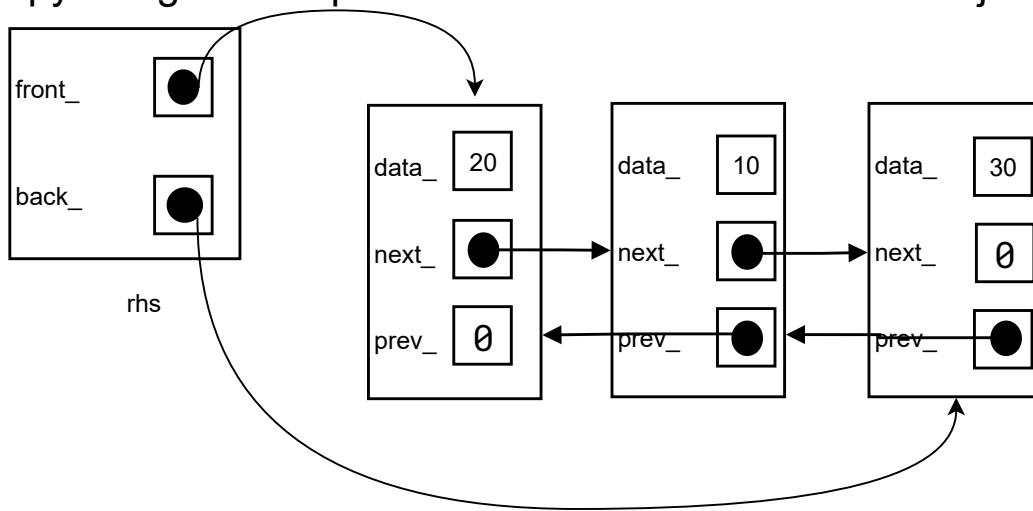 front_
back_
rhs
data_ 20
next_
prev_ 0
data_ 10
next_
prev_
data_ 30
next_ 0
prev_